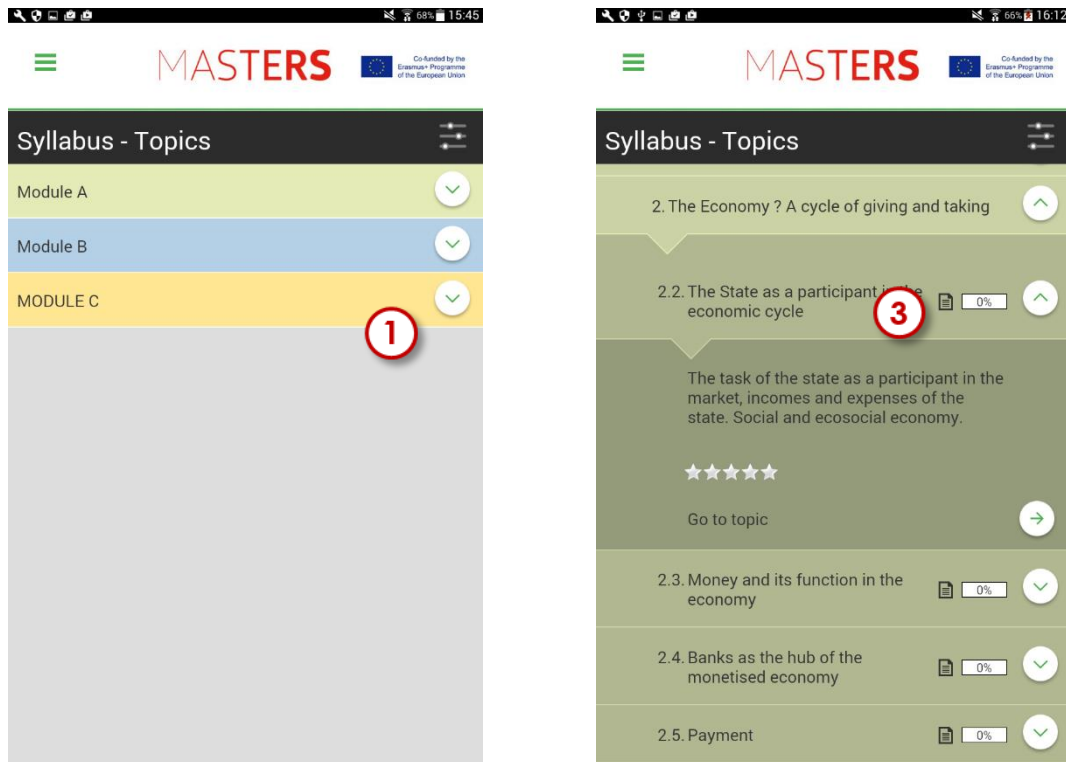 68% 15:45
MASTERS
Co-funded by the
Erasmus+ Programme
of the European Union
Syllabus - Topics
Module A
Module B
MODULE C
1
66% 16:12
MASTERS
Co-funded by the
Erasmus+ Programme
of the European Union
Syllabus - Topics
2. The Economy ? A cycle of giving and taking
2.2. The State as a participant in the
economic cycle
0%
3
The task of the state as a participant in the
market, incomes and expenses of the
state. Social and ecosocial economy.
Go to topic
2.3. Money and its function in the
economy
0%
2.4. Banks as the hub of the
monetised economy
0%
2.5. Payment
0%